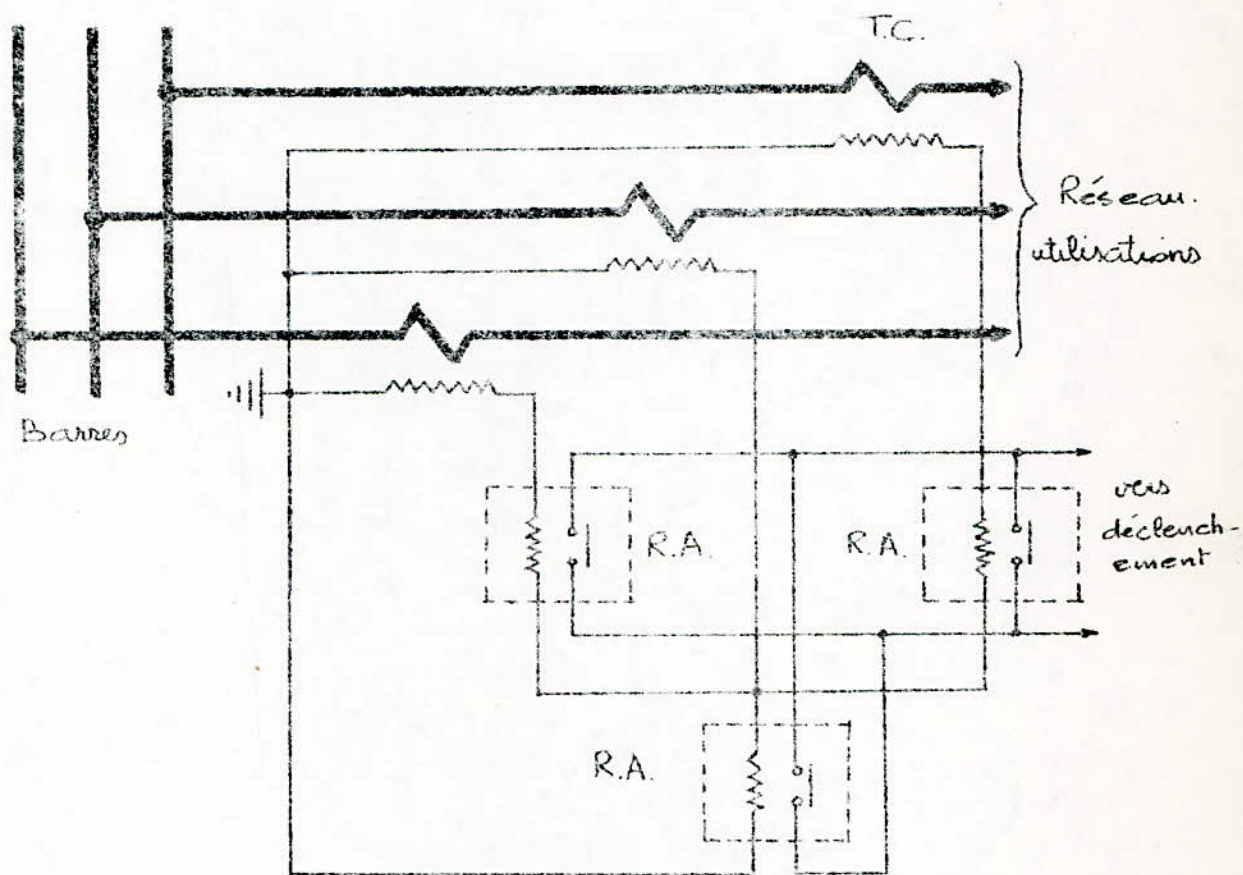 T.C.
Réseau.
utilisations
Barres
vers
déclench-
ement
R.A.
R.A.
R.A.